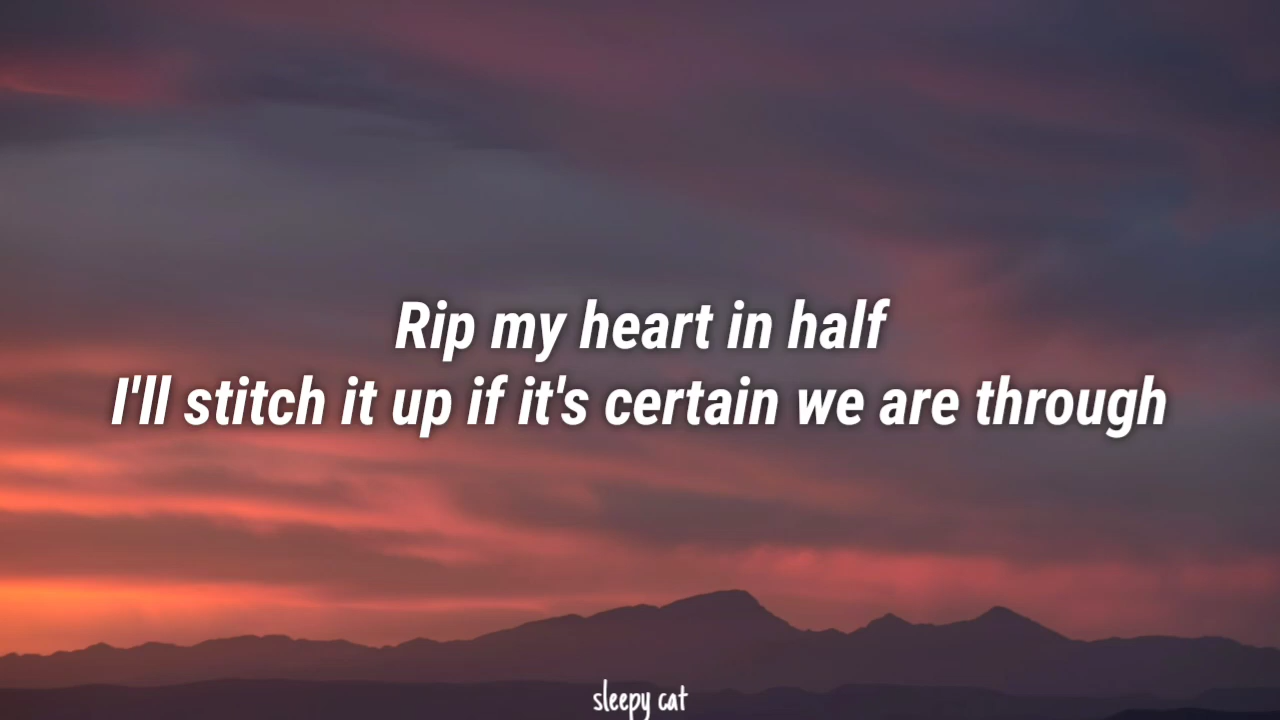 Rip my heart in half
I'll stitch it up if it's certain we are through
sleepy cat